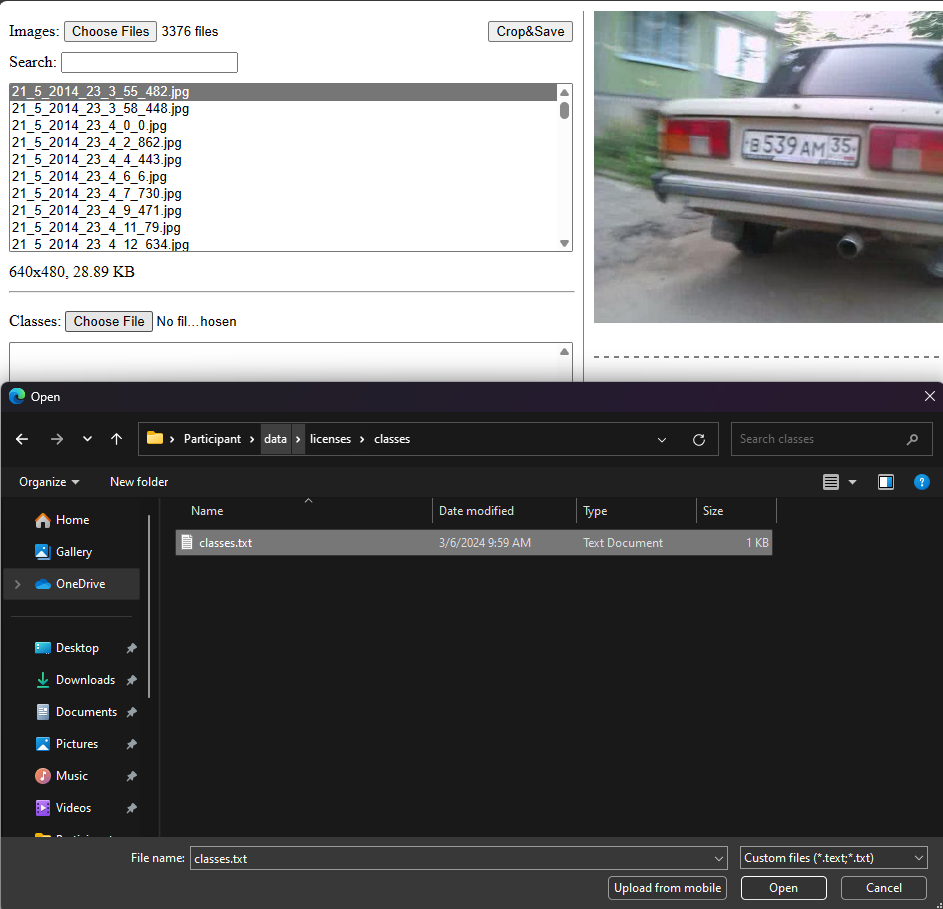 Images: Choose Files 3376 files Crop&Save
Search:
21_5_2014_23_3_55_482.jpg
21_5_2014_23_3_58_448.jpg
21_5_2014_23_4_0_0.jpg
21_5_2014_23_4_2_862.jpg
21_5_2014_23_4_4_443.jpg
21_5_2014_23_4_6_6.jpg
21_5_2014_23_4_7_730.jpg
21_5_2014_23_4_9_471.jpg
21_5_2014_23_4_11_79.jpg
21_5_2014_23_4_12_634.jpg
640x480, 28.89 KB
Classes: Choose File No fil...hosen
В 539 АМ 35
Open
Participant > data > licenses > classes
Search classes
Organize New folder
Name Date modified Type Size
classes.txt 3/6/2024 9:59 AM Text Document 1 KB
Home
Gallery
OneDrive
Desktop
Downloads
Documents
Pictures
Music
Videos
File name: classes.txt Custom files (*.text;*.txt)
Upload from mobile Open Cancel